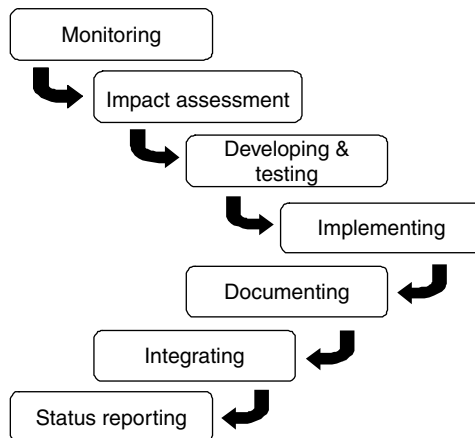 Monitoring
Impact assessment
Developing &
testing
Implementing
Documenting
Integrating
Status reporting